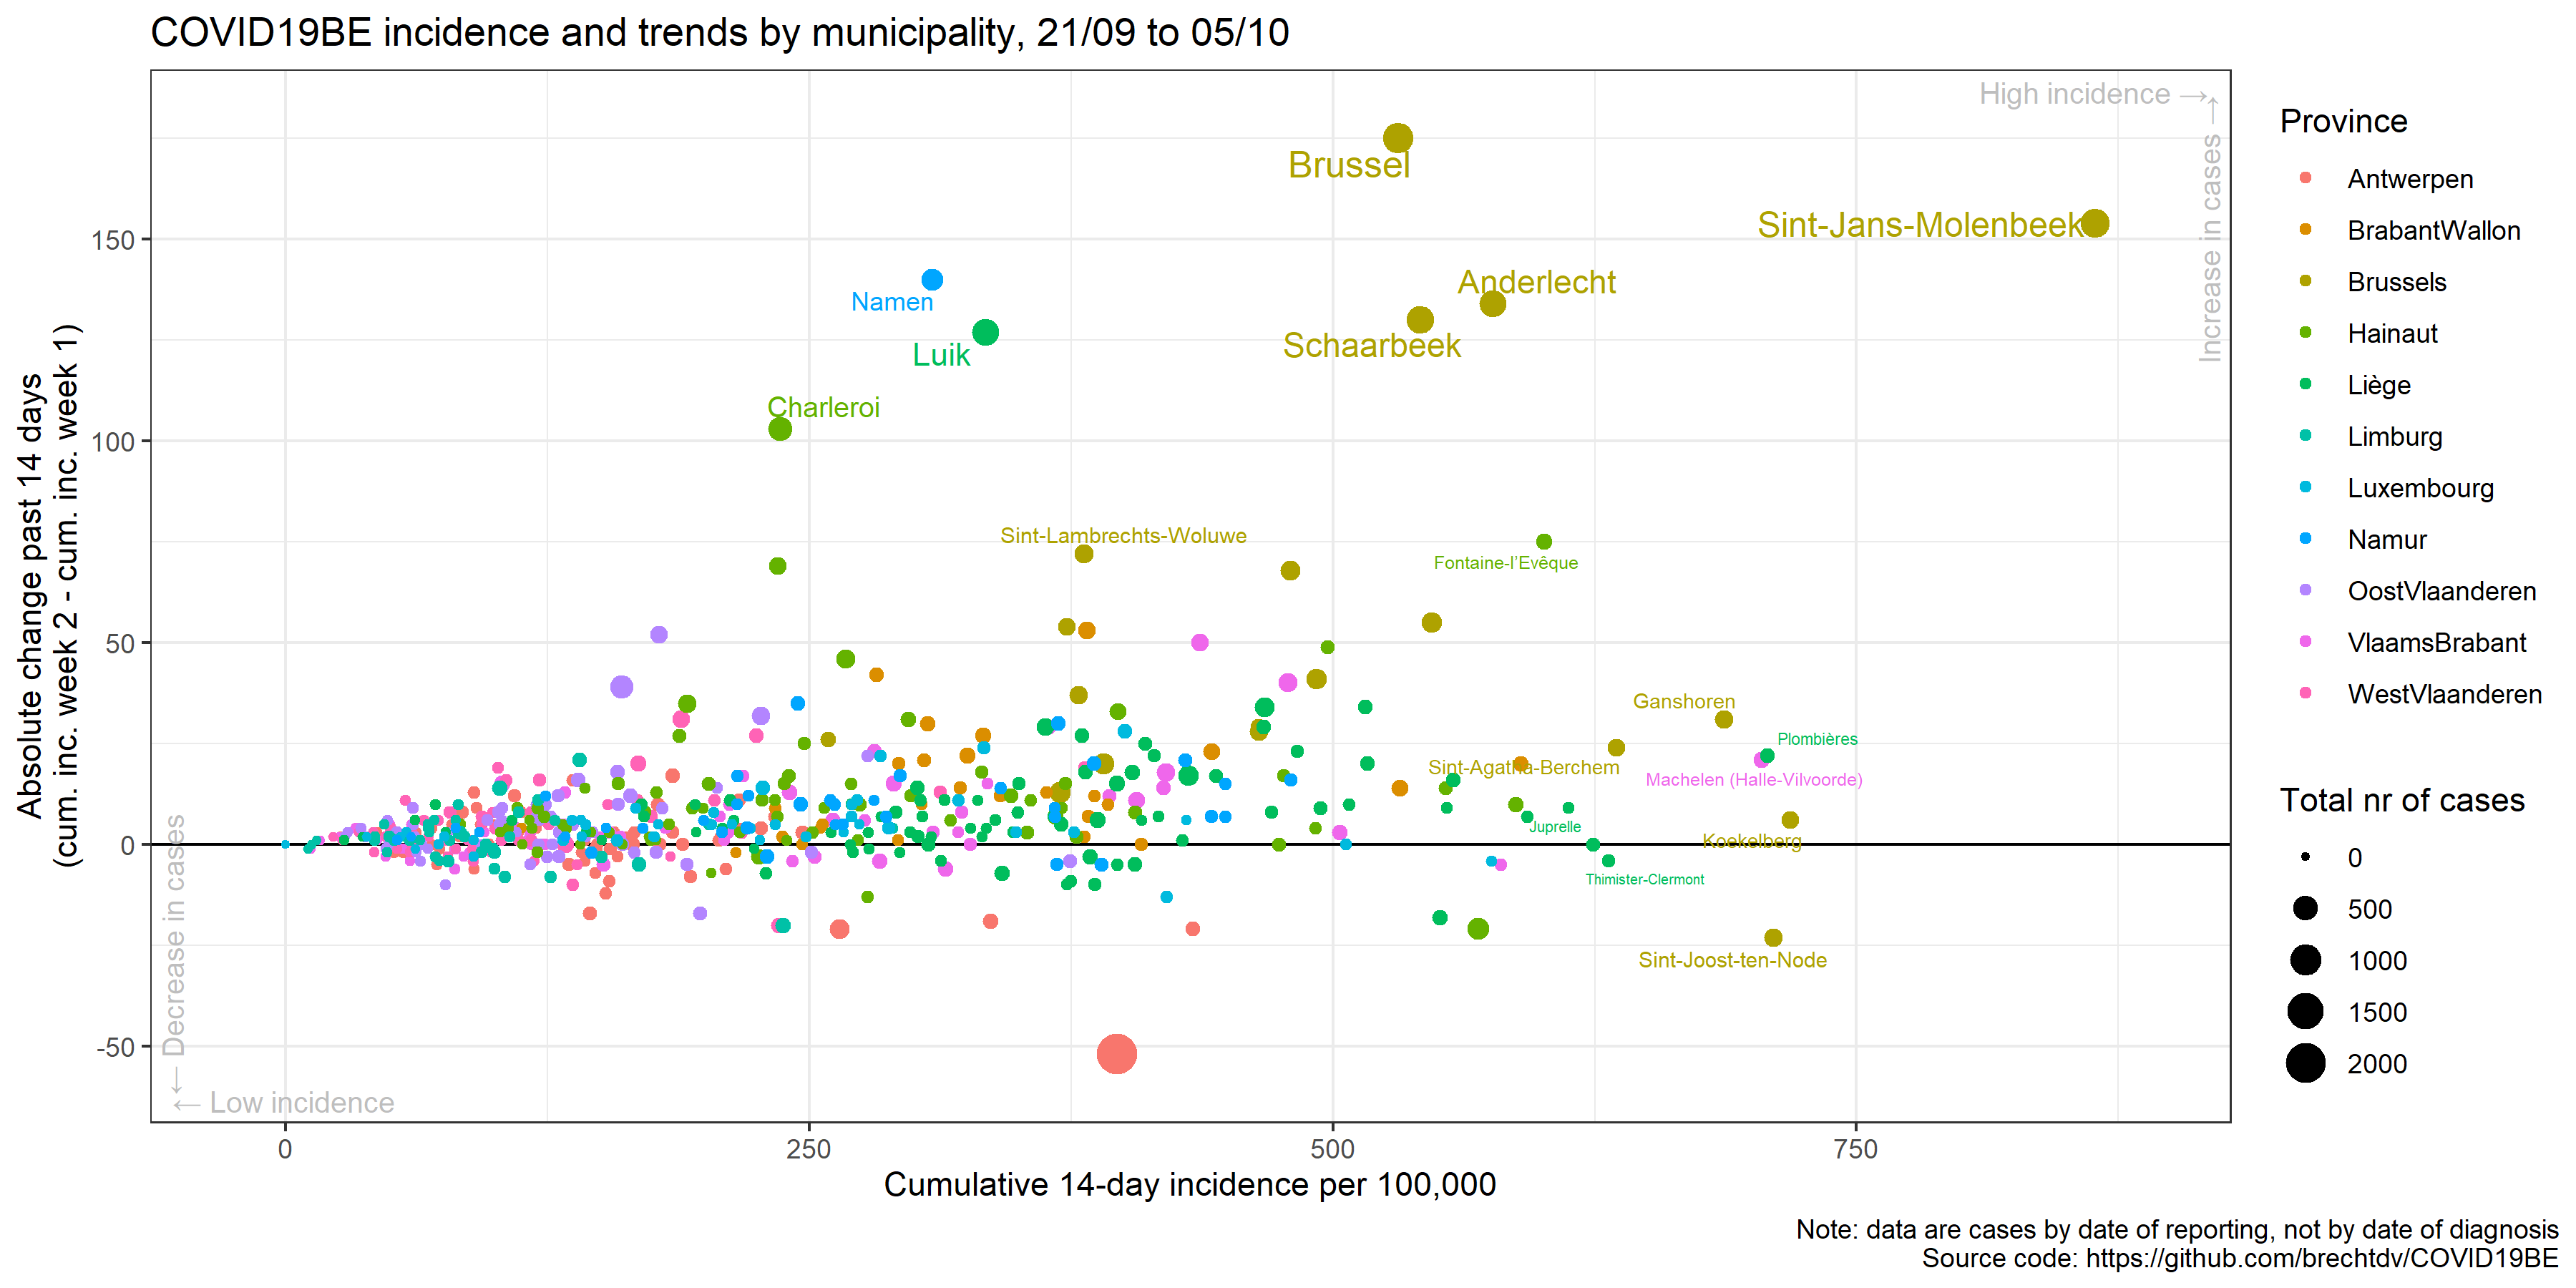 COVID19BE incidence and trends by municipality, 21/09 to 05/10
High incidence →
Increase in cases →
Brussel
Sint-Jans-Molenbeek
Anderlecht
Namen
Schaarbeek
Luik
Charleroi
Sint-Lambrechts-Woluwe
Fontaine-l’Evêque
Ganshoren
Plombières
Sint-Agatha-Berchem
Machelen (Halle-Vilvoorde)
Juprelle
Koekelberg
Thimister-Clermont
Sint-Joost-ten-Node
← Decrease in cases
← Low incidence
150
100
50
0
-50
0
250
500
750
Absolute change past 14 days
(cum. inc. week 2 - cum. inc. week 1)
Cumulative 14-day incidence per 100,000
Province
Antwerpen
BrabantWallon
Brussels
Hainaut
Liège
Limburg
Luxembourg
Namur
OostVlaanderen
VlaamsBrabant
WestVlaanderen
Total nr of cases
0
500
1000
1500
2000
Note: data are cases by date of reporting, not by date of diagnosis
Source code: https://github.com/brechtdv/COVID19BE